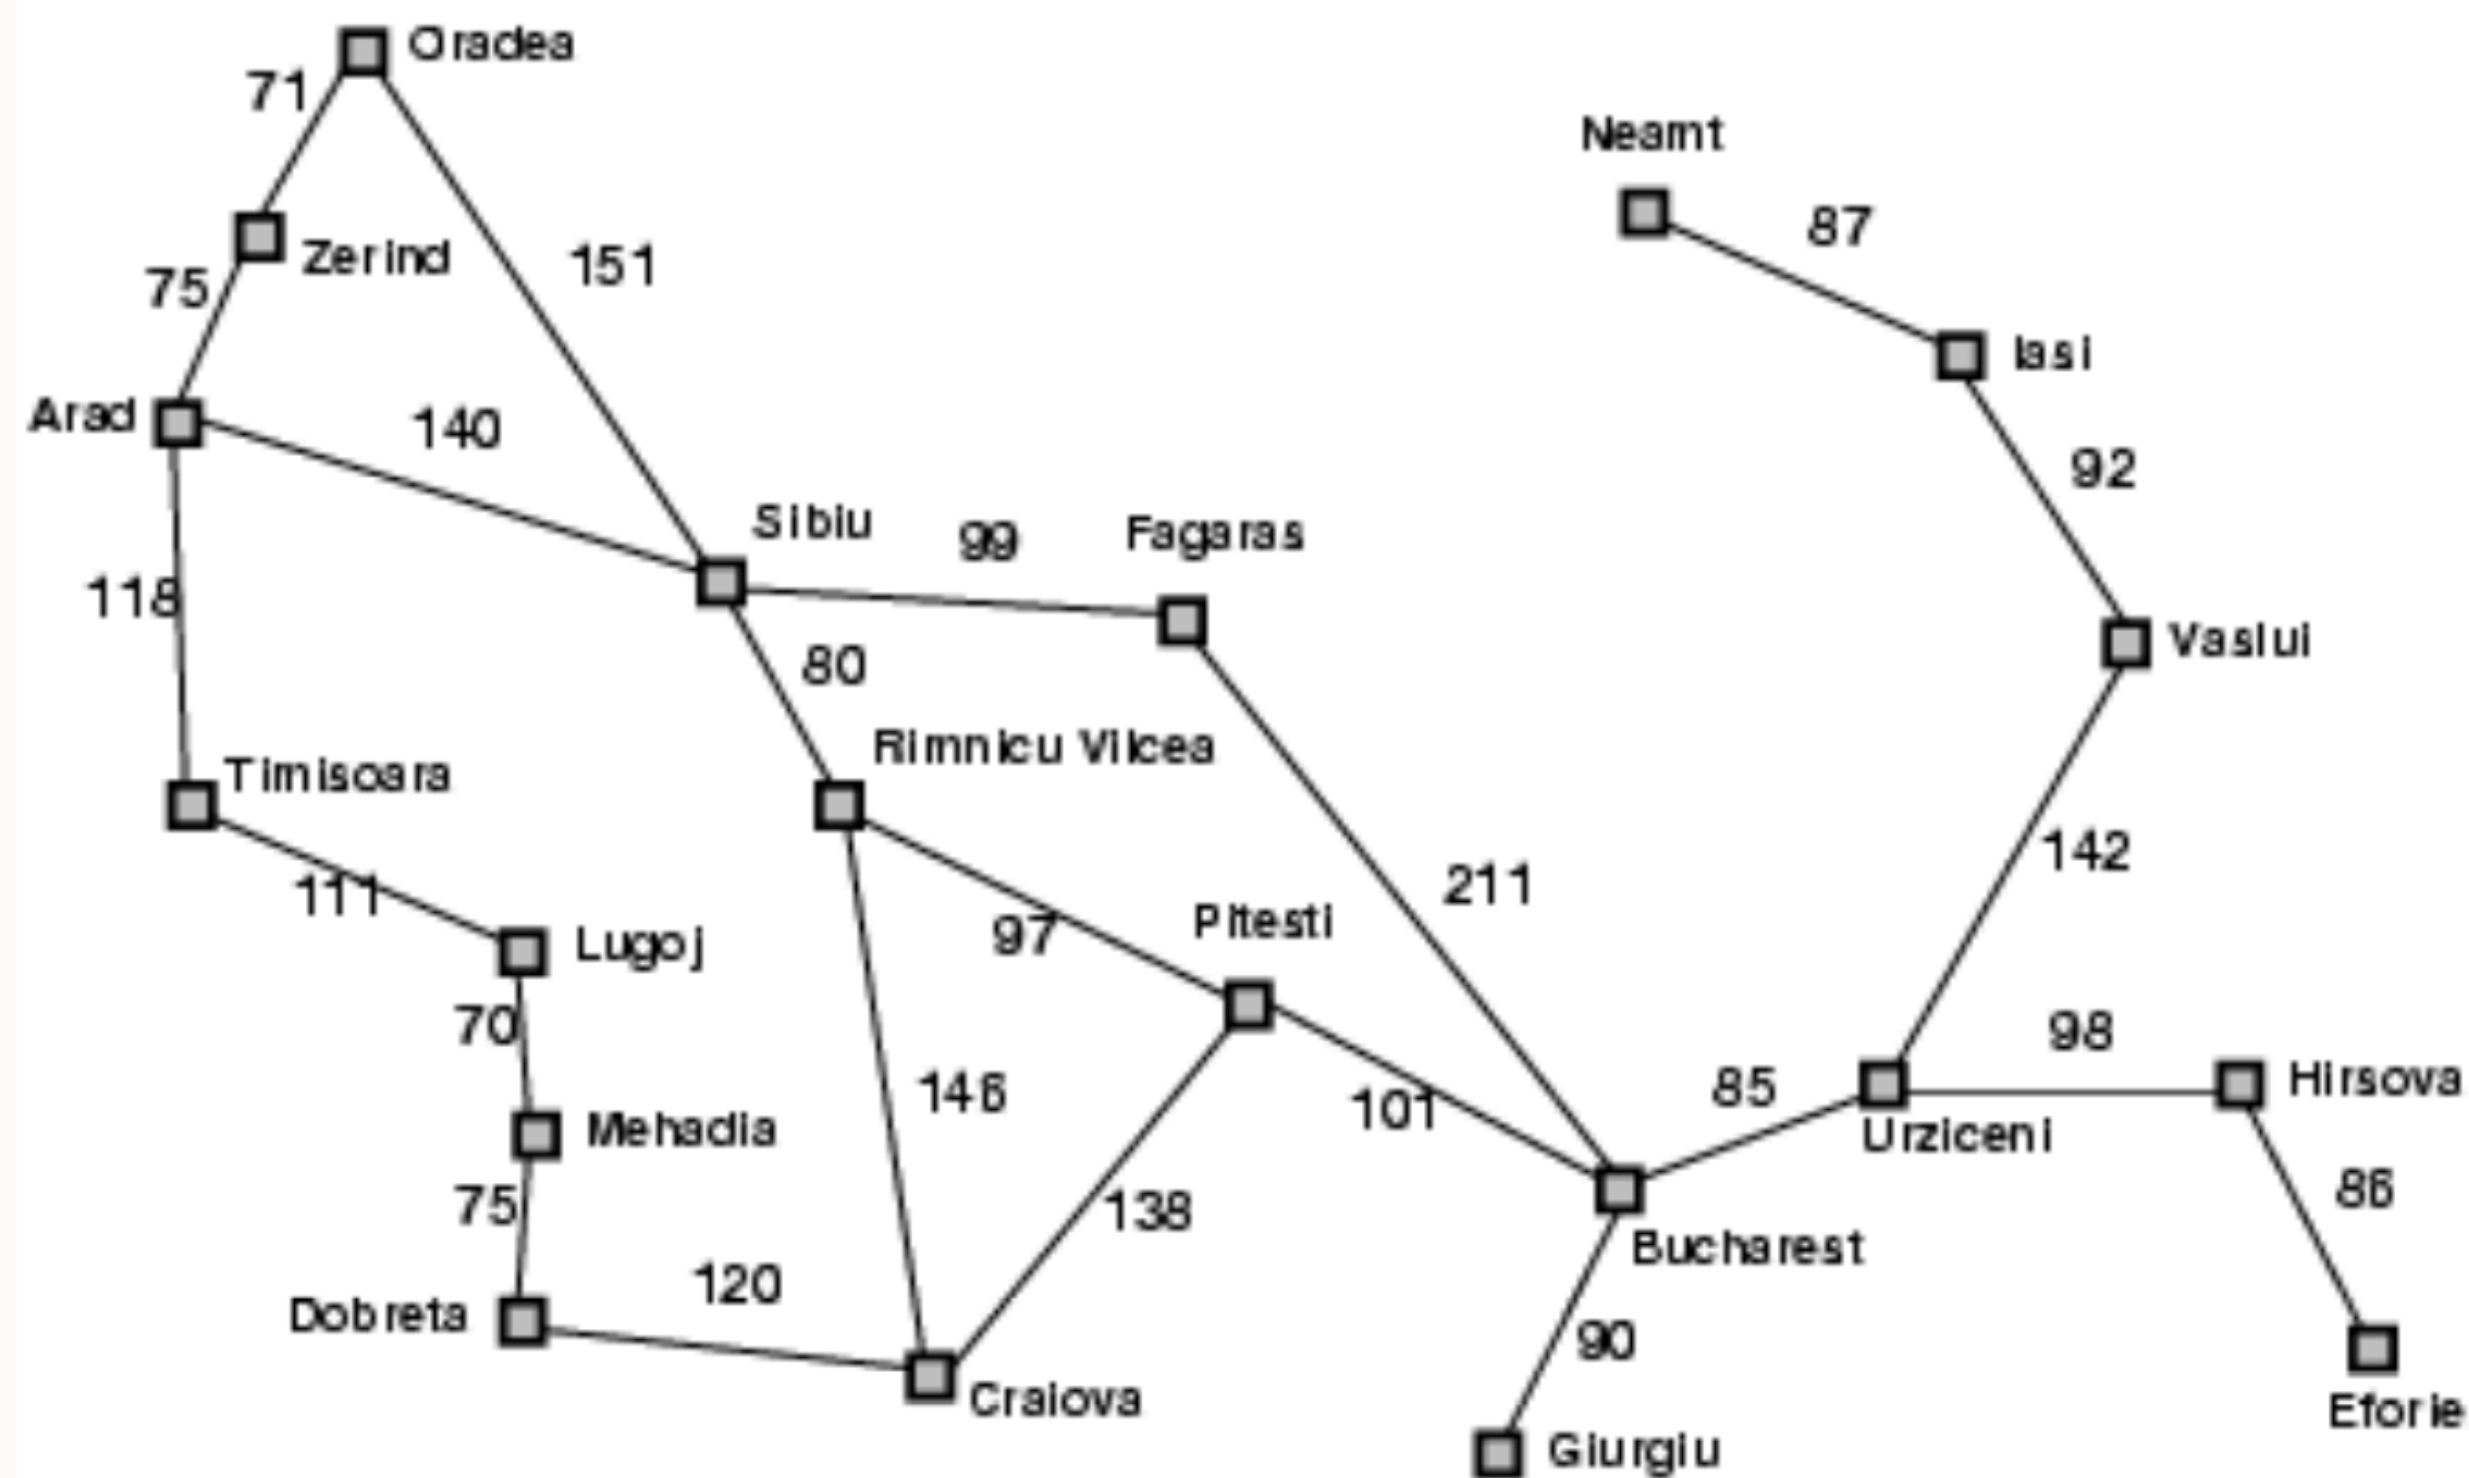 Oradea
71
Neamt
87
Zerind
151
75
Iasi
Arad
140
92
Sibiu
99
Fagaras
118
Vaslui
80
Rimnicu Vilcea
Timisoara
142
111
211
Lugoj
97
Pitesti
70
98
Hirsova
146
85
101
Mehadia
Urziceni
75
138
86
Bucharest
120
Dobreta
90
Craiova
Eforie
Giurgiu